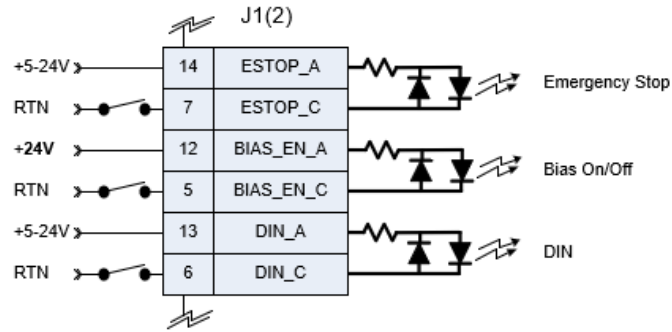 J1(2)
+5-24V 14 ESTOP_A
RTN 7 ESTOP_C
Emergency Stop
+24V 12 BIAS_EN_A
RTN 5 BIAS_EN_C
Bias On/Off
+5-24V 13 DIN_A
RTN 6 DIN_C
DIN